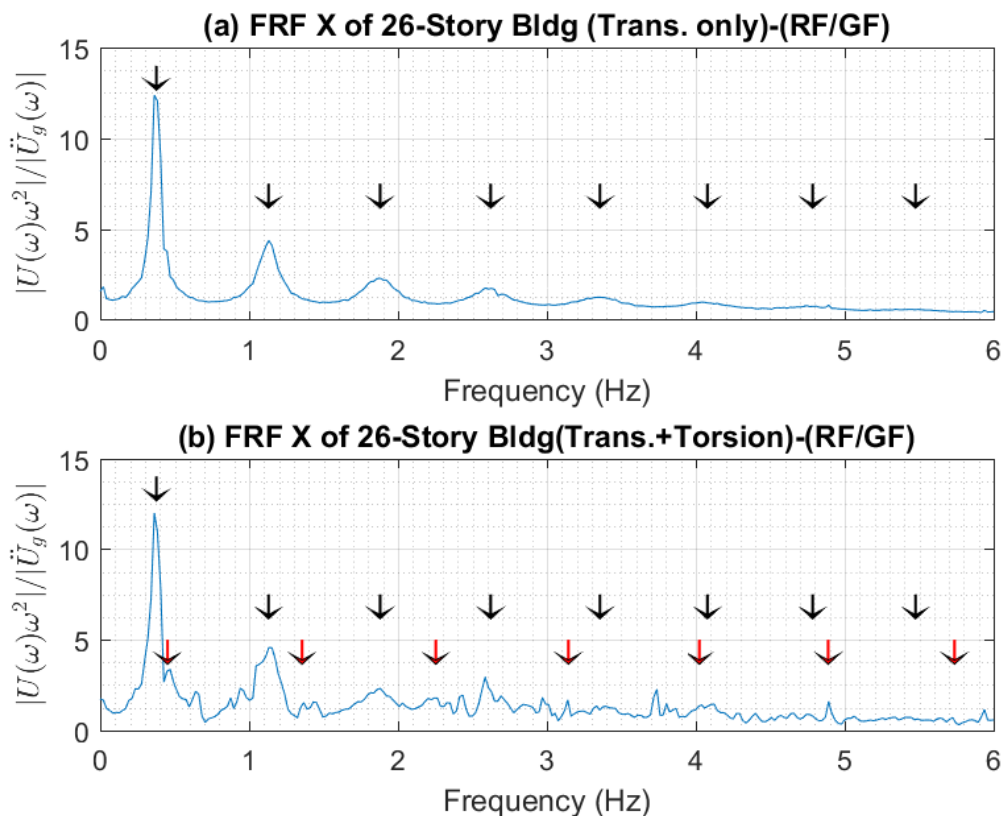 (a) FRF X of 26-Story Bldg (Trans. only)-(RF/GF)
|U(ω)ω²|/|Ü_g(ω)|
15
10
5
0
0 1 2 3 4 5 6
Frequency (Hz)
(b) FRF X of 26-Story Bldg(Trans.+Torsion)-(RF/GF)
|U(ω)ω²|/|Ü_g(ω)|
15
10
5
0
0 1 2 3 4 5 6
Frequency (Hz)